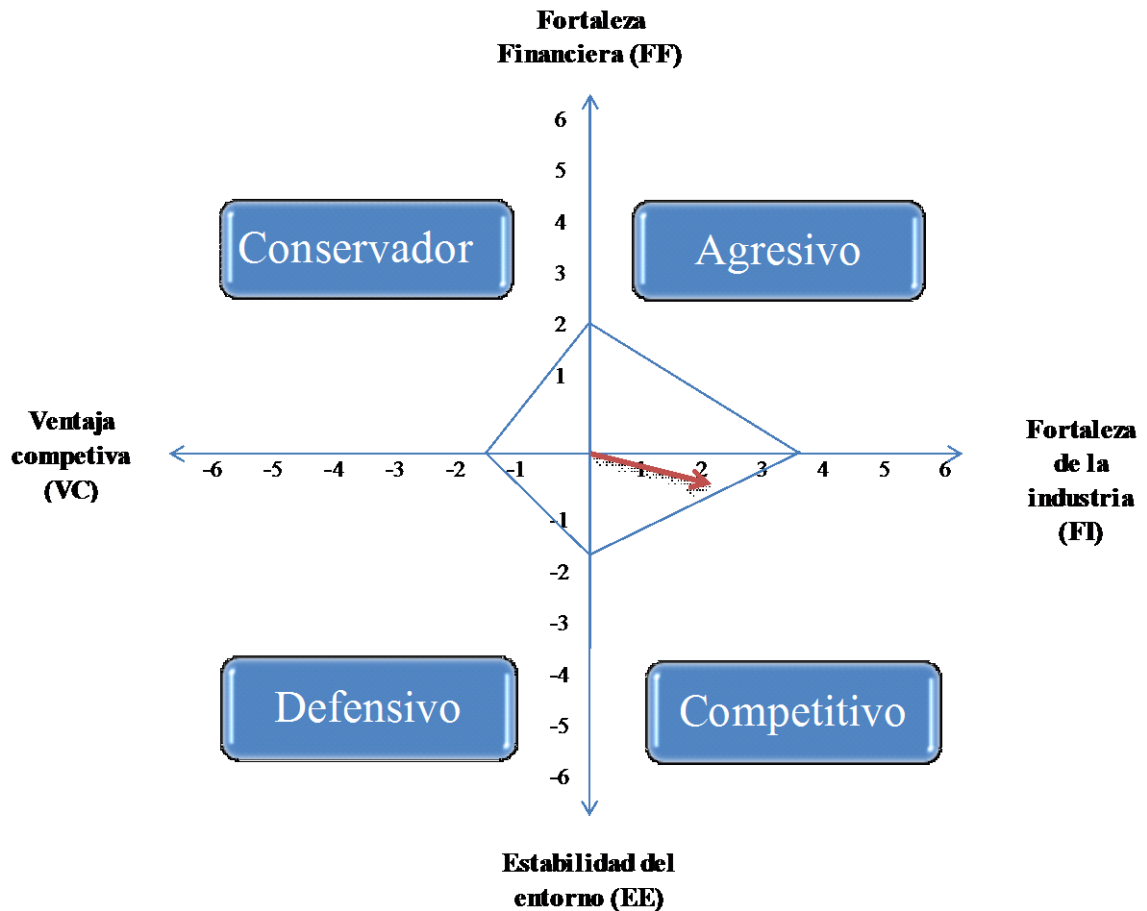 Fortaleza
Financiera (FF)
6
5
4
3
2
1
Conservador
Agresivo
Ventaja
competiva
(VC)
-6 -5 -4 -3 -2 -1 1 2 3 4 5 6
Fortaleza
de la
industria
(FI)
-1
-2
-3
-4
-5
-6
Defensivo
Competitivo
Estabilidad del
entorno (EE)